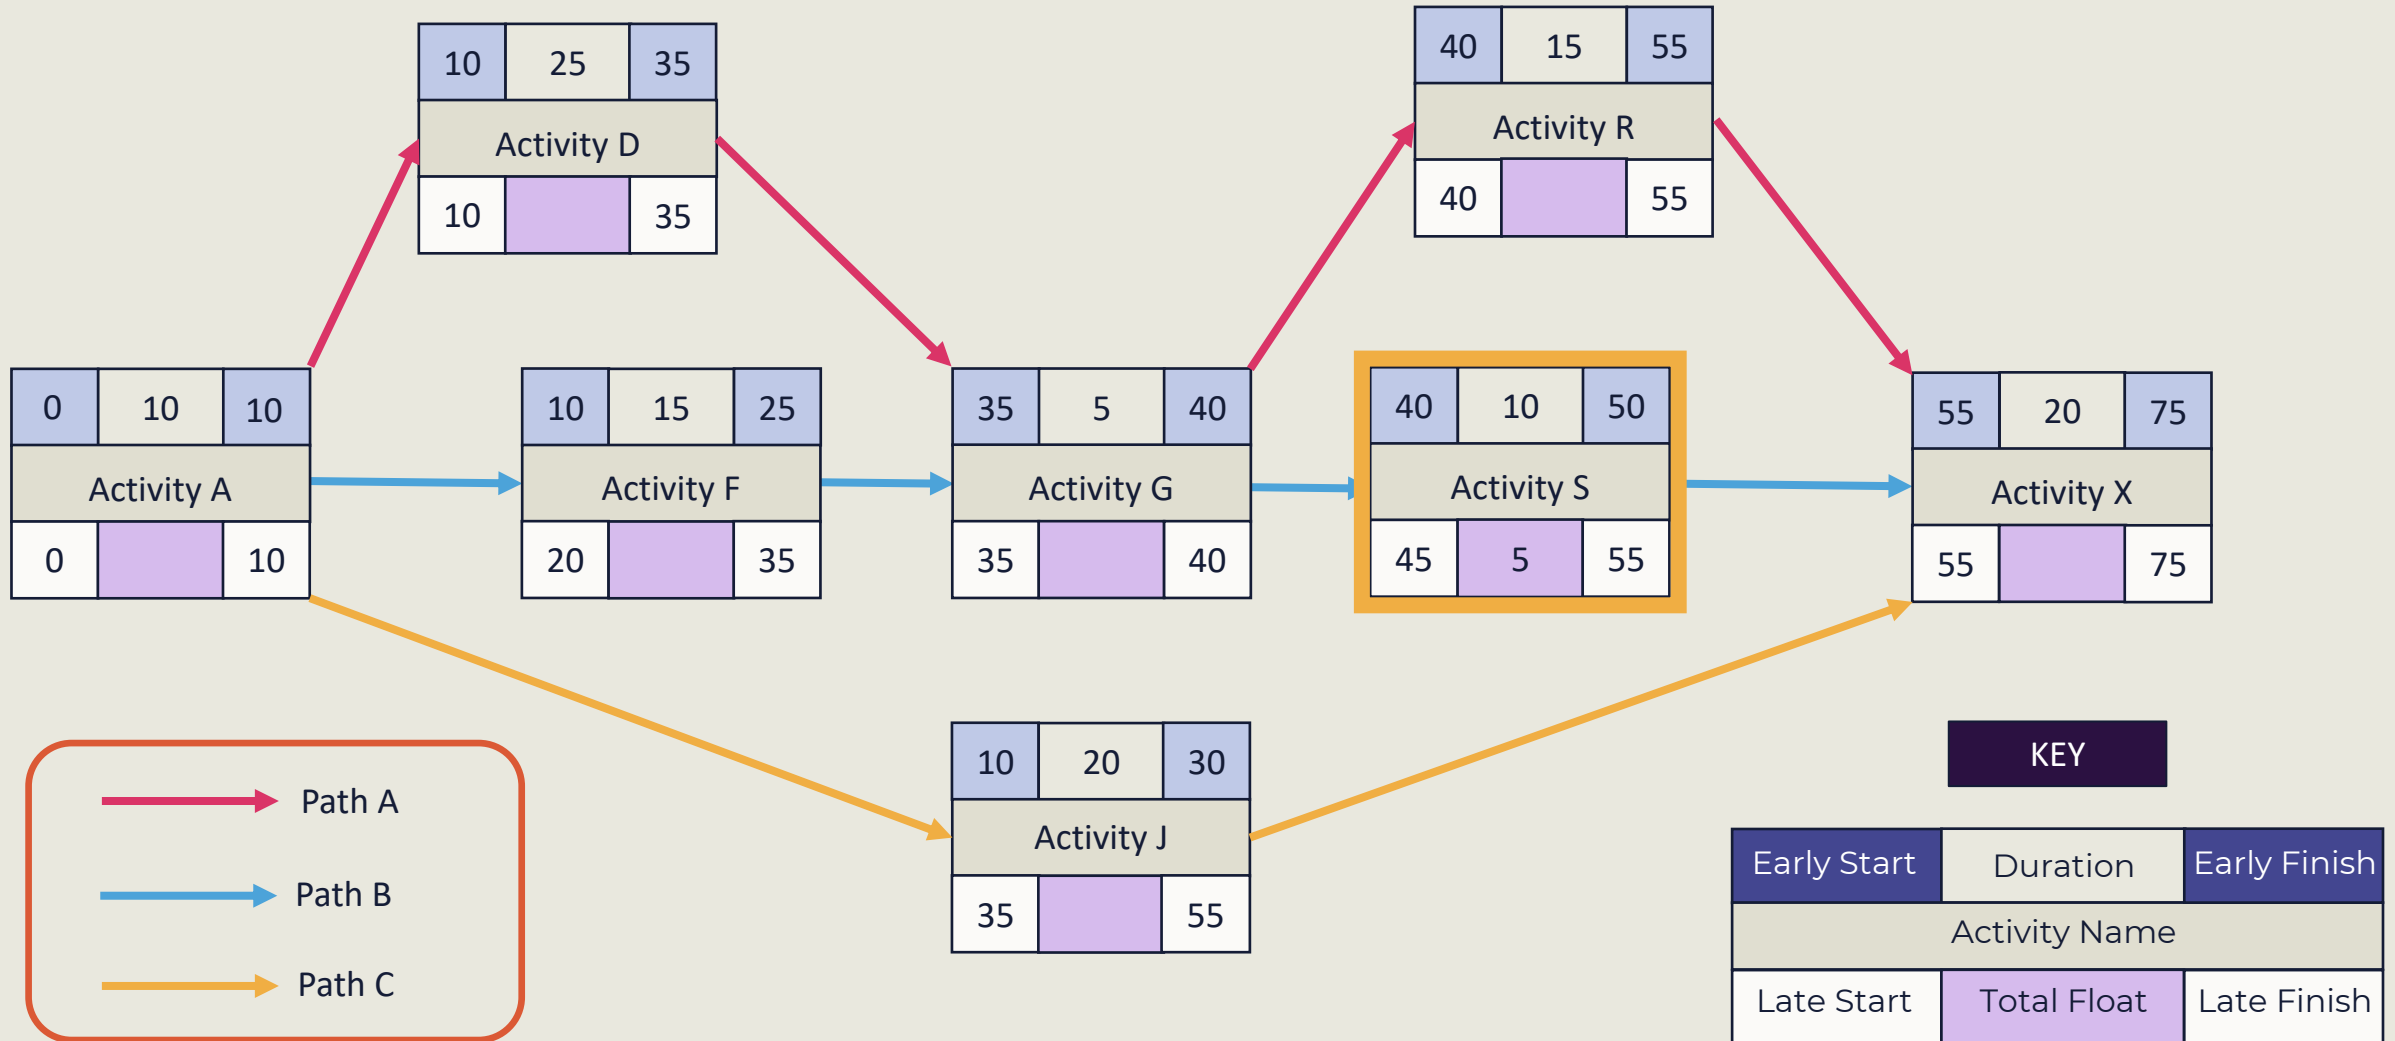 10 25 35
Activity D
10 35
40 15 55
Activity R
40 55
0 10 10
Activity A
0 10
10 15 25
Activity F
20 35
35 5 40
Activity G
35 40
40 10 50
Activity S
45 5 55
55 20 75
Activity X
55 75
10 20 30
Activity J
35 55
Path A
Path B
Path C
KEY
Early Start Duration Early Finish
Activity Name
Late Start Total Float Late Finish